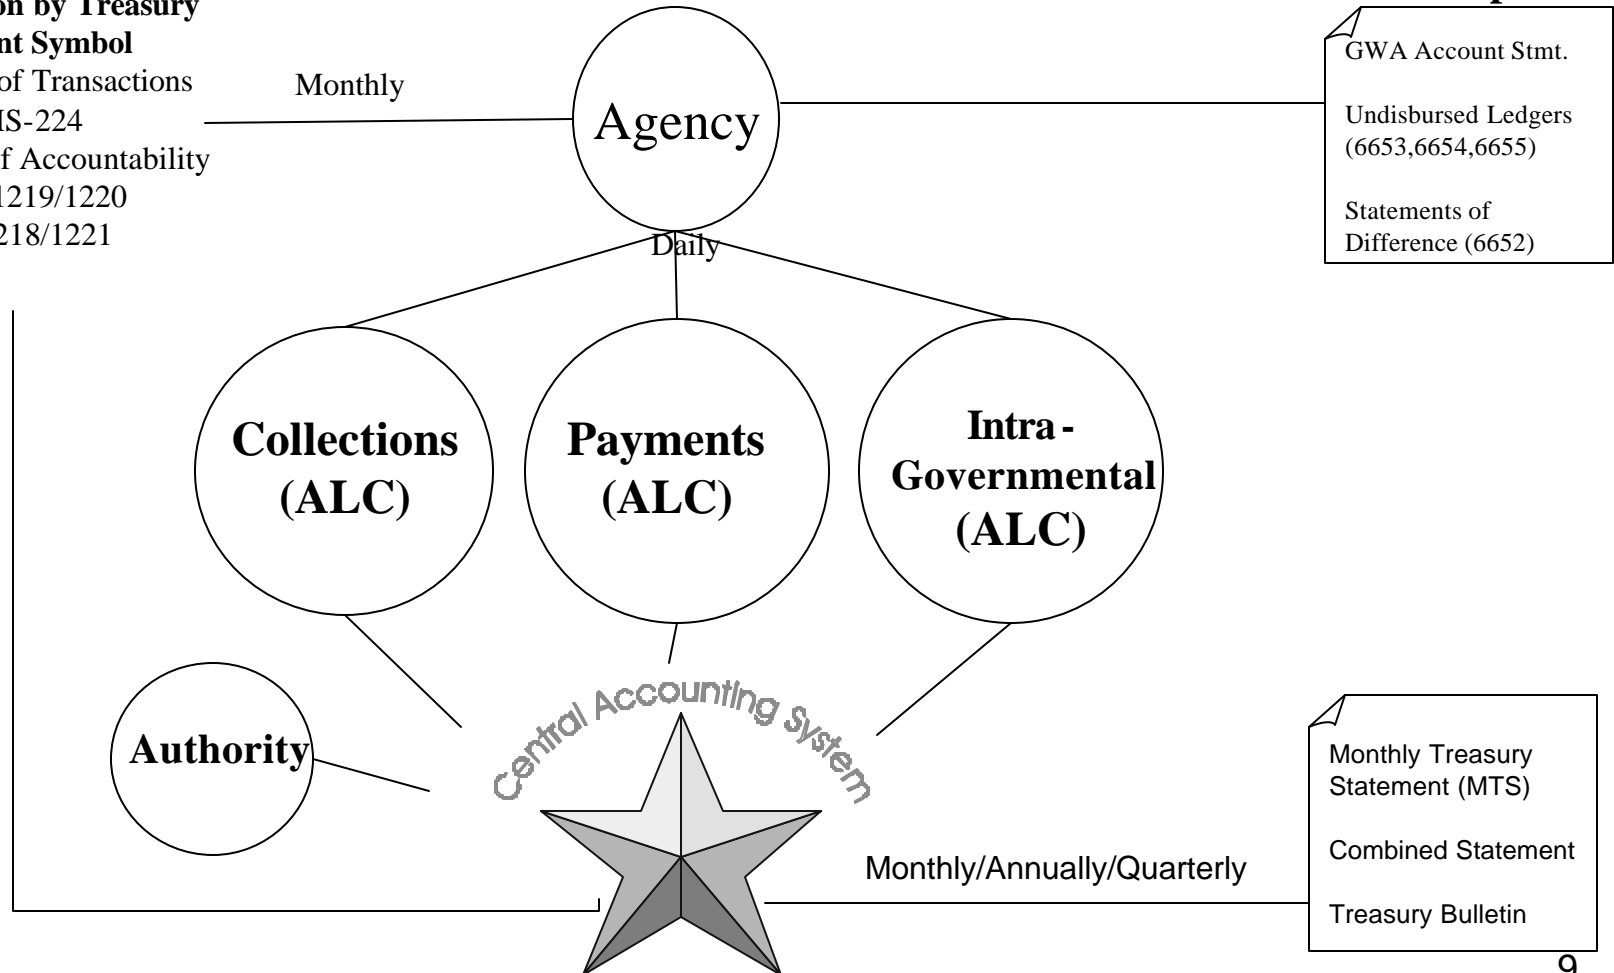 on by Treasury
nt Symbol
of Transactions
IS-224
f Accountability
1219/1220
218/1221
Monthly
Agency
GWA Account Stmt.
Undisbursed Ledgers
(6653,6654,6655)
Statements of
Difference (6652)
Daily
Collections
(ALC)
Payments
(ALC)
Intra-
Governmental
(ALC)
Authority
Central Accounting System
Monthly/Annually/Quarterly
Monthly Treasury
Statement (MTS)
Combined Statement
Treasury Bulletin
9